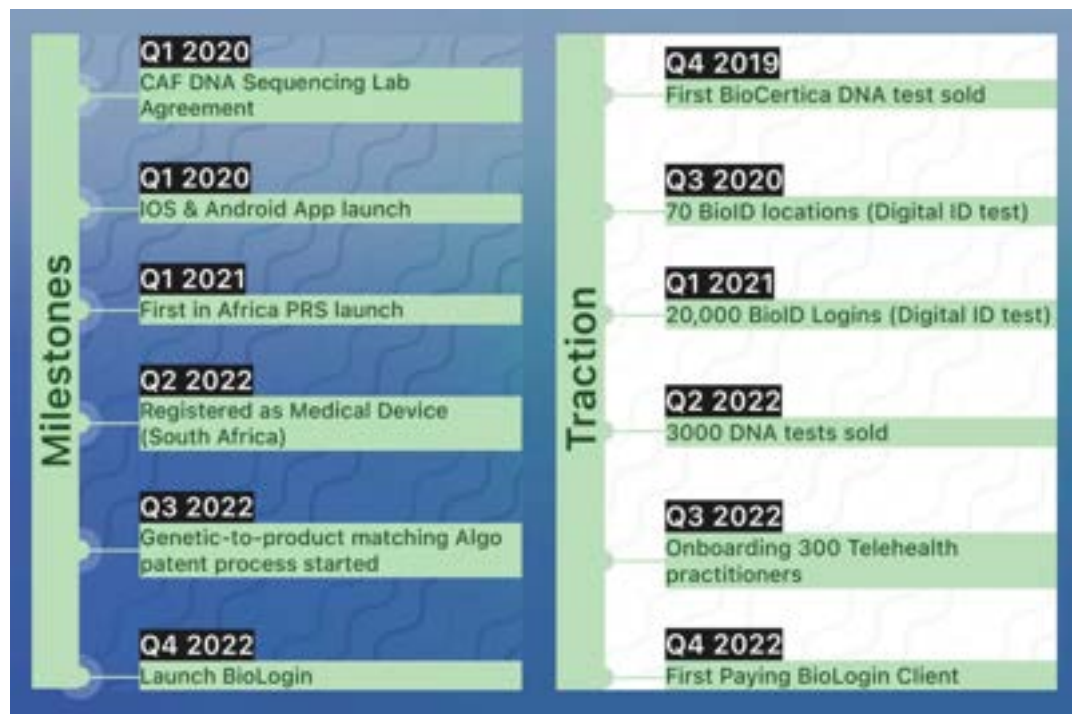 Milestones
Q1 2020
CAF DNA Sequencing Lab
Agreement
Q1 2020
IOS & Android App launch
Q1 2021
First in Africa PRS launch
Q2 2022
Registered as Medical Device
(South Africa)
Q3 2022
Genetic-to-product matching Algo
patent process started
Q4 2022
Launch BioLogin
Traction
Q4 2019
First BioCertica DNA test sold
Q3 2020
70 BioID locations (Digital ID test)
Q1 2021
20,000 BioID Logins (Digital ID test)
Q2 2022
3000 DNA tests sold
Q3 2022
Onboarding 300 Telehealth
practitioners
Q4 2022
First Paying BioLogin Client